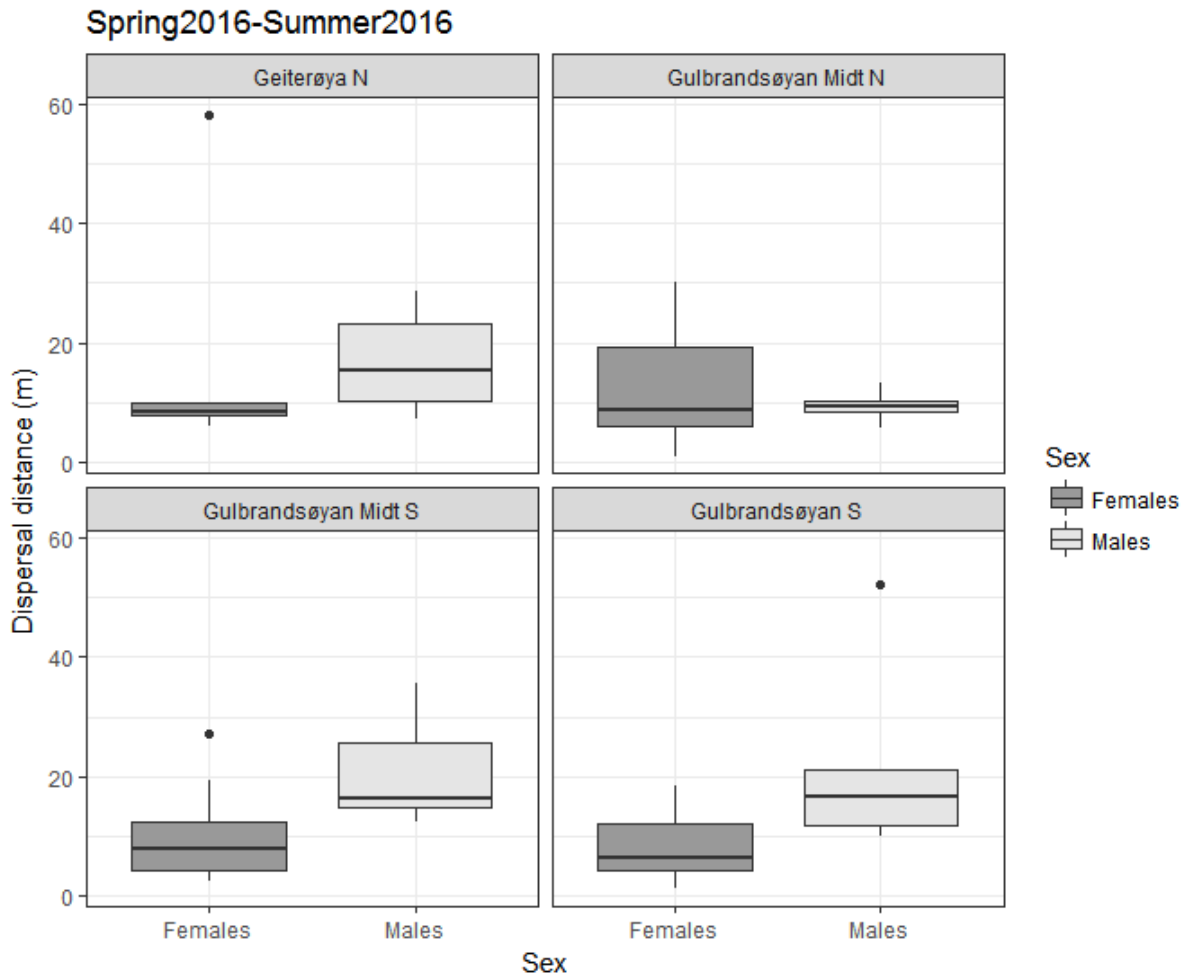 Spring2016-Summer2016
Geiterøya N
Gulbrandsøyan Midt N
60
40
20
0
Gulbrandsøyan Midt S
Gulbrandsøyan S
60
40
20
0
Dispersal distance (m)
Females
Males
Females
Males
Sex
Sex
Females
Males